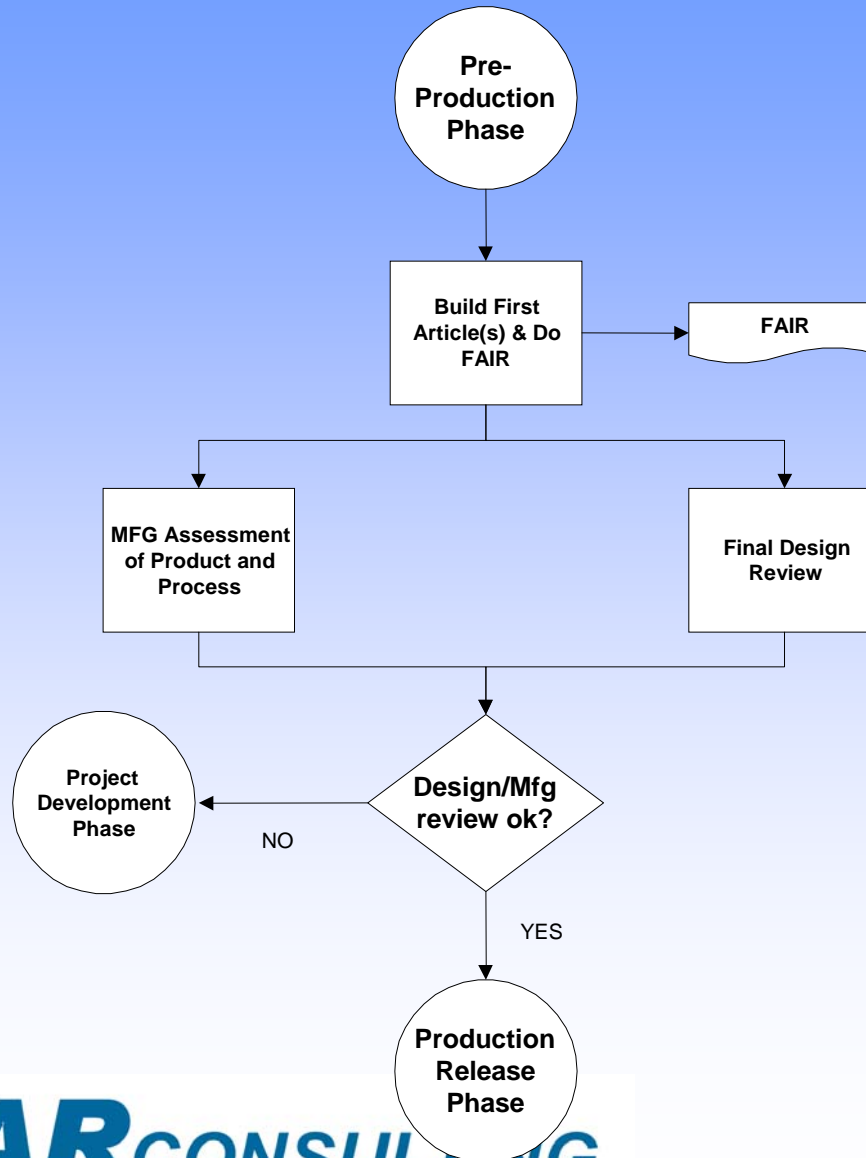 Pre-
Production
Phase
Build First
Article(s) & Do
FAIR
FAIR
MFG Assessment
of Product and
Process
Final Design
Review
Design/Mfg
review ok?
Project
Development
Phase
NO
YES
Production
Release
Phase